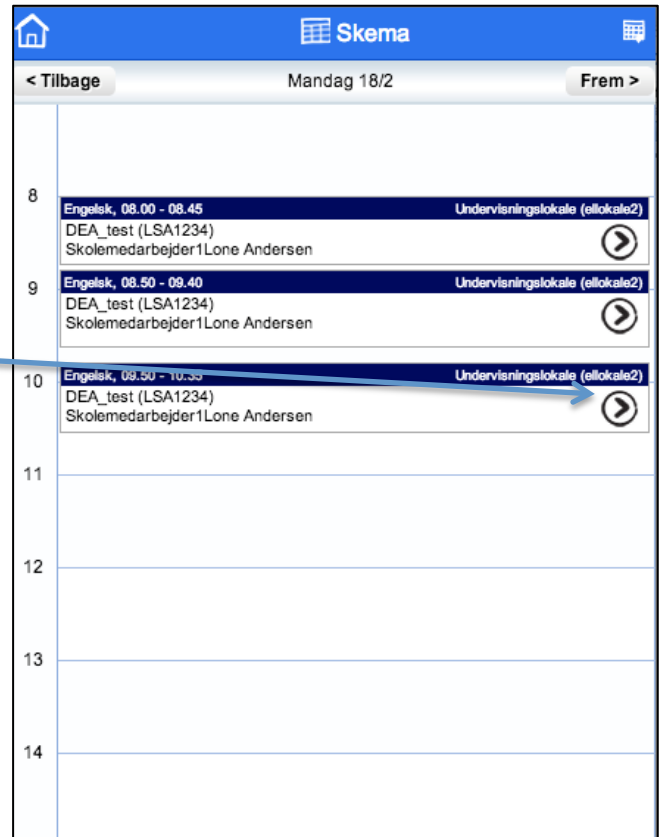 Skema
< Tilbage
Mandag 18/2
Frem >
8
Engelsk, 08.00 - 08.45 Undervisningslokale (ellokale2)
DEA_test (LSA1234)
Skolemedarbejder1Lone Andersen
9
Engelsk, 08.50 - 09.40 Undervisningslokale (ellokale2)
DEA_test (LSA1234)
Skolemedarbejder1Lone Andersen
10
Engelsk, 09.50 - 10.35 Undervisningslokale (ellokale2)
DEA_test (LSA1234)
Skolemedarbejder1Lone Andersen
11
12
13
14